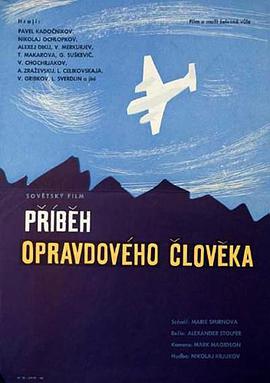 Hrají:
PAVEL KADOČNIKOV
NIKOLAJ OCHLOPKOV,
ALEXEJ DIKIJ, V. MERKURJEV,
T. MAKAROVA, G. SUŠKEVIČ,
V. CHOCHRJAKOV,
A. ZRAŽEVSKIJ, L. CELIKOVSKAJA,
V. GRIBKOV, L. SVERDLIN a jiní
Film o muži železné vůle
SOVĚTSKÝ FILM
PŘÍBĚH
OPRAVDOVÉHO ČLOVĚKA
Scénář: MARIE SMIRNOVA
Režie: ALEXANDER STOLPER
Kamera: MARK MAGIDSON
Hudba: NIKOLAJ KRJUKOV